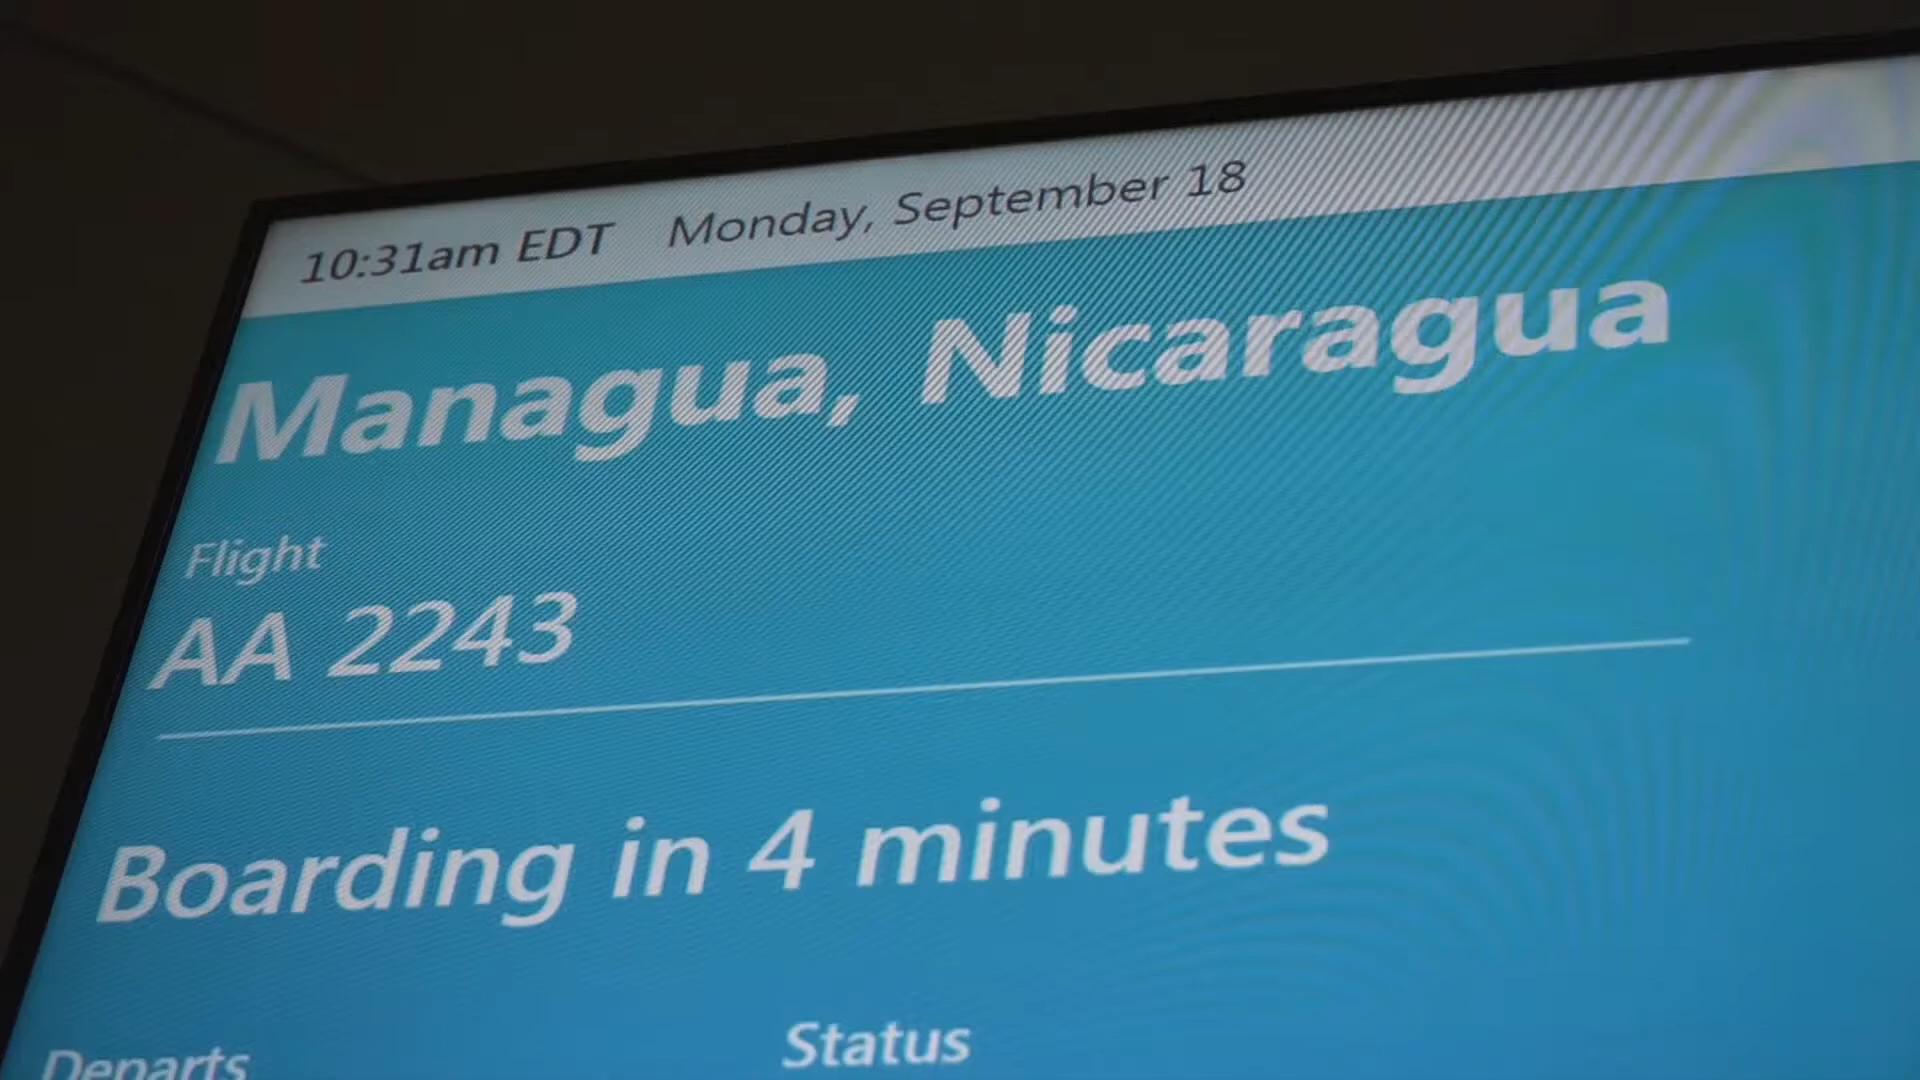 10:31am EDT Monday, September 18
Managua, Nicaragua
Flight
AA 2243
Boarding in 4 minutes
Departs Status